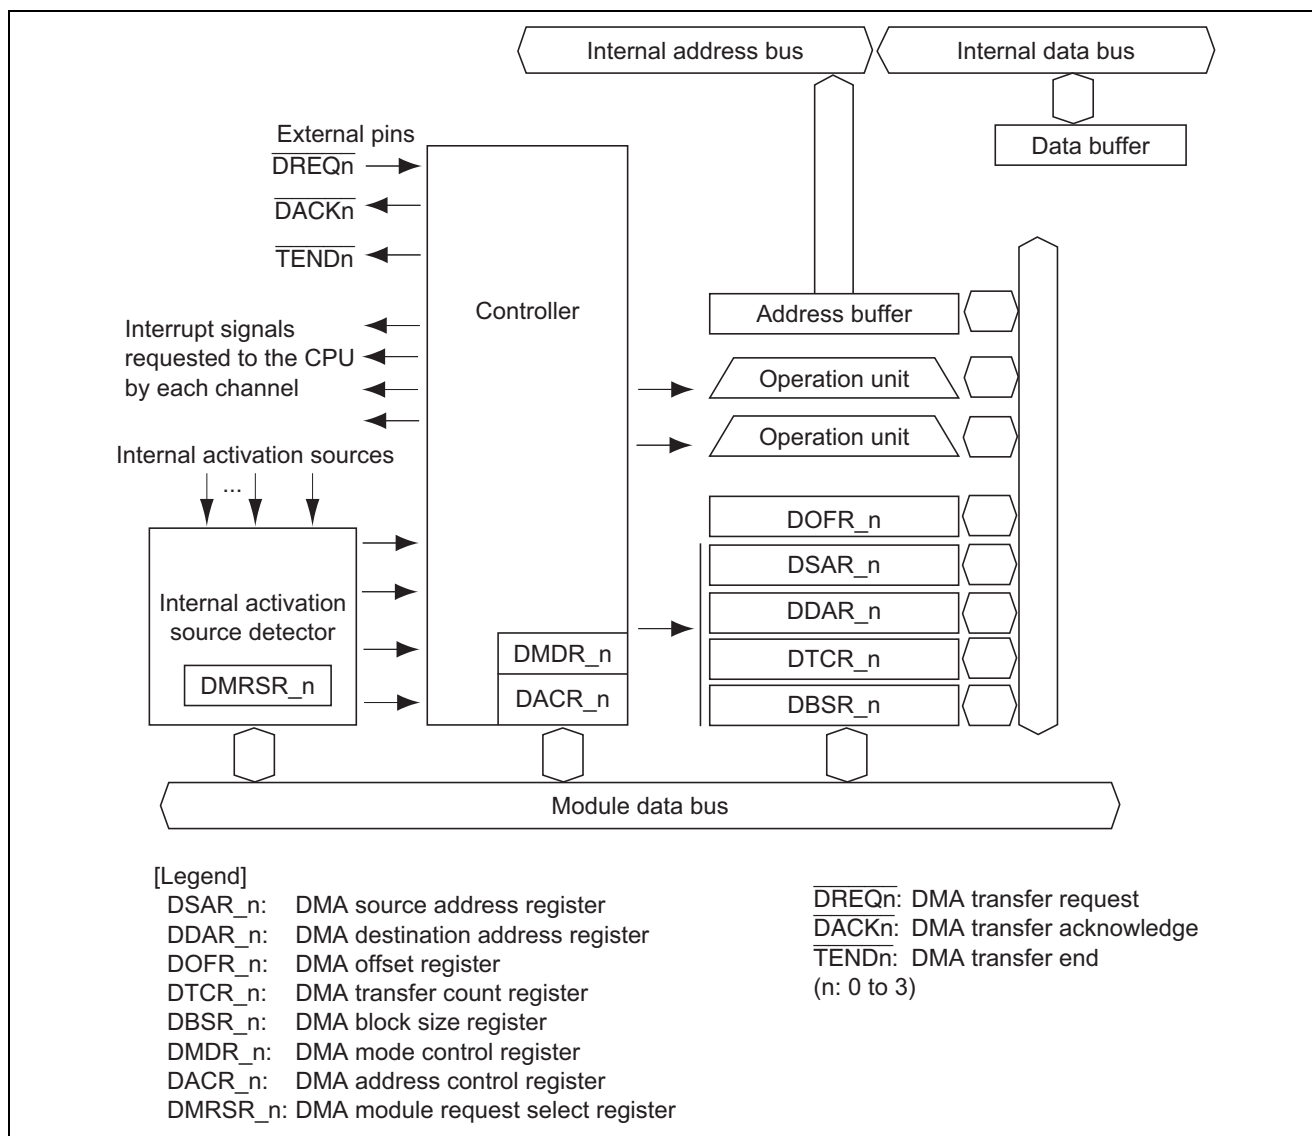 Internal address bus
Internal data bus
Data buffer
External pins
DREQn
DACKn
TENDn
Controller
Interrupt signals
requested to the CPU
by each channel
Address buffer
Operation unit
Operation unit
Internal activation sources
...
Internal activation
source detector
DMRSR_n
DMDR_n
DACR_n
DOFR_n
DSAR_n
DDAR_n
DTCR_n
DBSR_n
Module data bus
[Legend]
DSAR_n: DMA source address register
DDAR_n: DMA destination address register
DOFR_n: DMA offset register
DTCR_n: DMA transfer count register
DBSR_n: DMA block size register
DMDR_n: DMA mode control register
DACR_n: DMA address control register
DMRSR_n: DMA module request select register
DREQn: DMA transfer request
DACKn: DMA transfer acknowledge
TENDn: DMA transfer end
(n: 0 to 3)